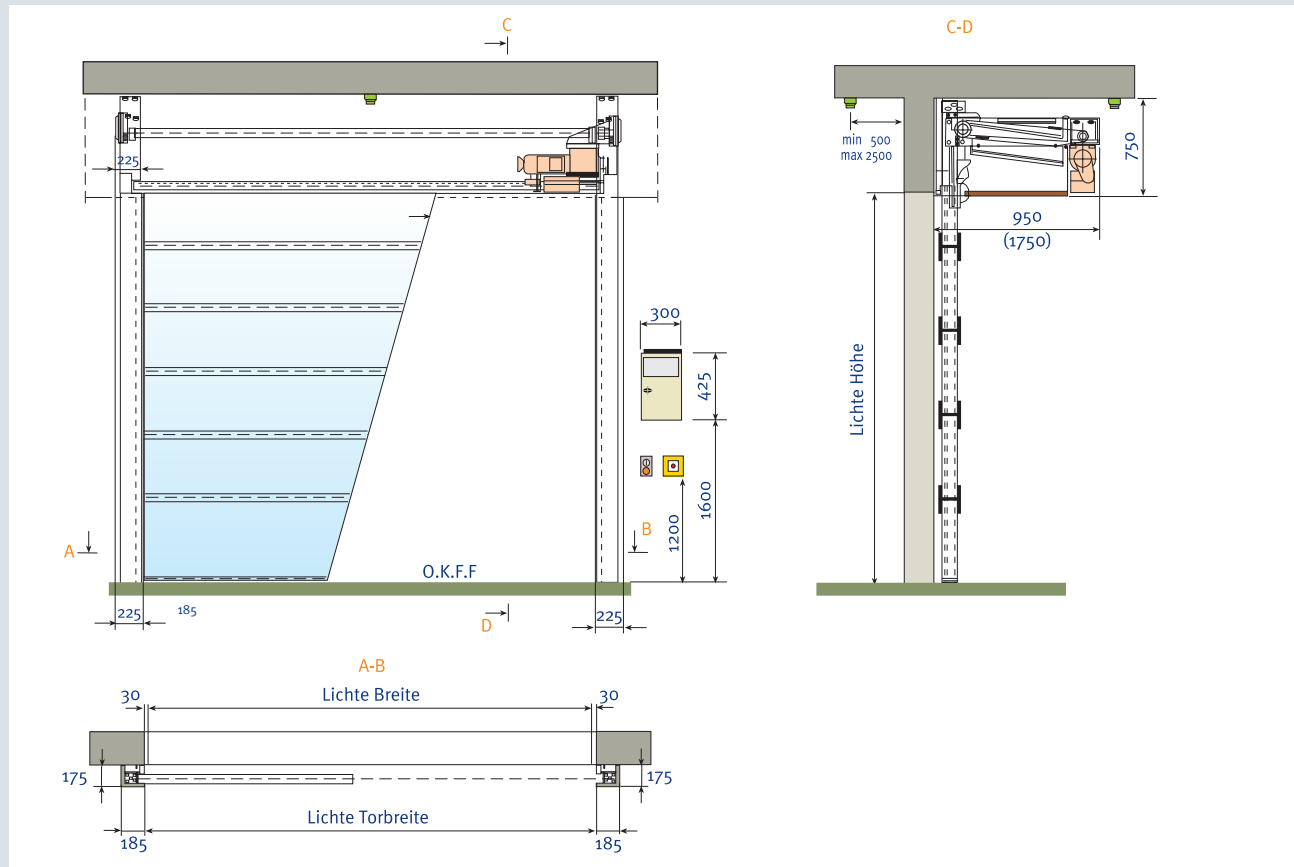 C
C-D
225
min 500
max 2500
750
950
(1750)
300
425
Lichte Höhe
1600
1200
A
B
O.K.F.F
225
185
D
225
A-B
30
Lichte Breite
30
175
175
Lichte Torbreite
185
185